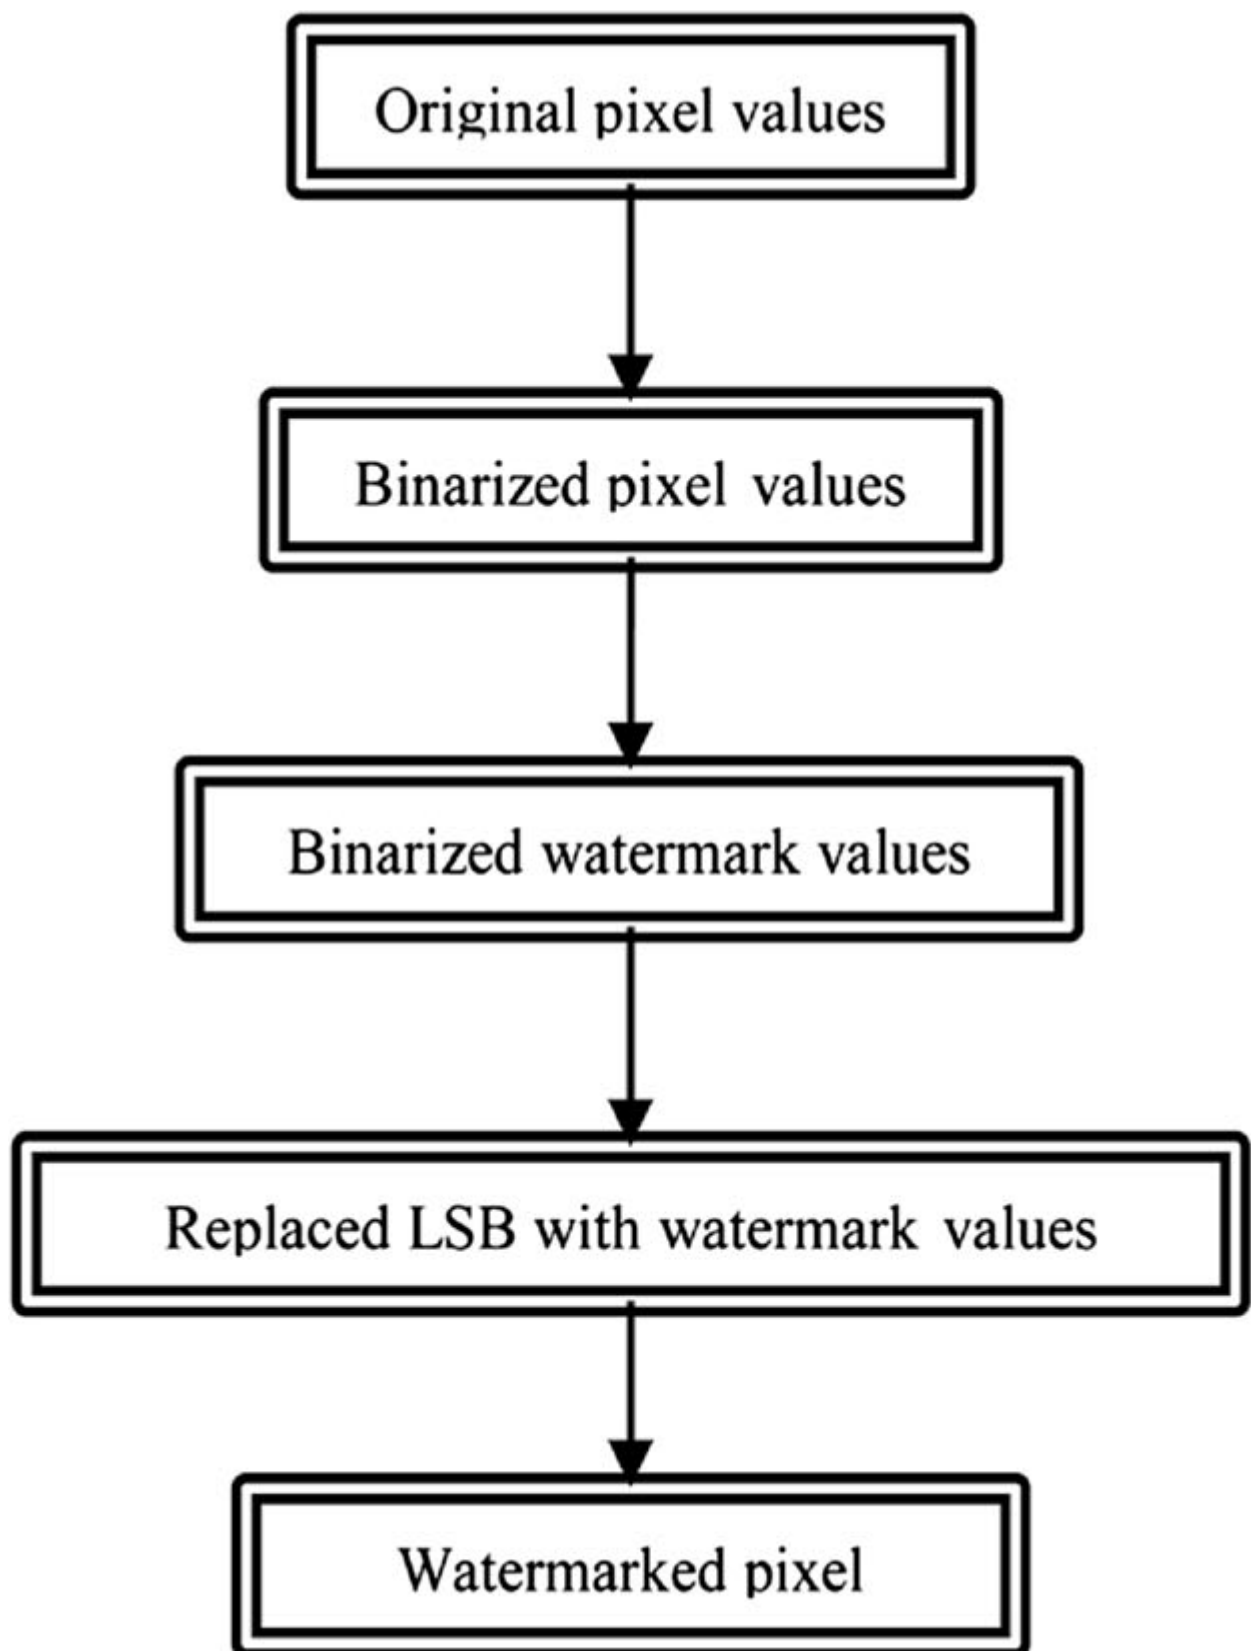 Original pixel values
Binarized pixel values
Binarized watermark values
Replaced LSB with watermark values
Watermarked pixel